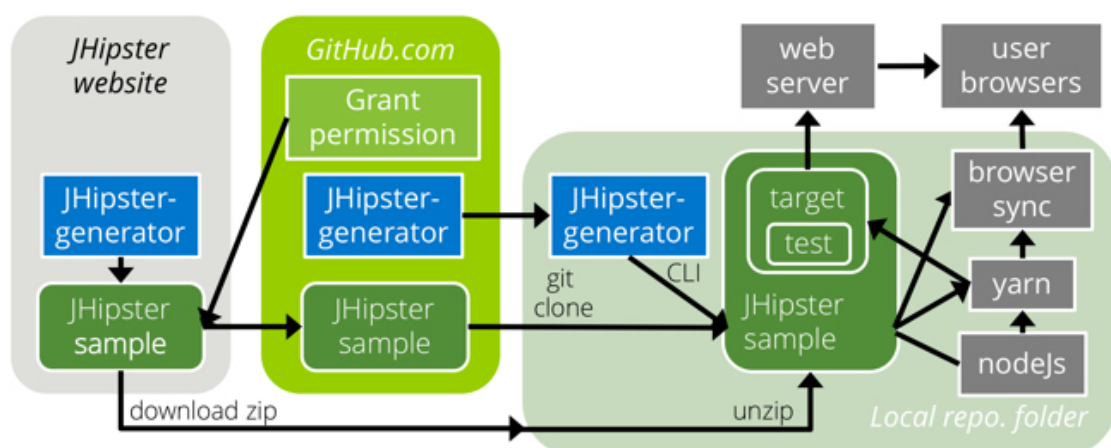 JHipster
website
JHipster-
generator
JHipster
sample
download zip
GitHub.com
Grant
permission
JHipster-
generator
JHipster
sample
JHipster-
generator
git
clone
CLI
unzip
web
server
user
browsers
target
test
JHipster
sample
browser
sync
yarn
nodeJs
Local repo. folder